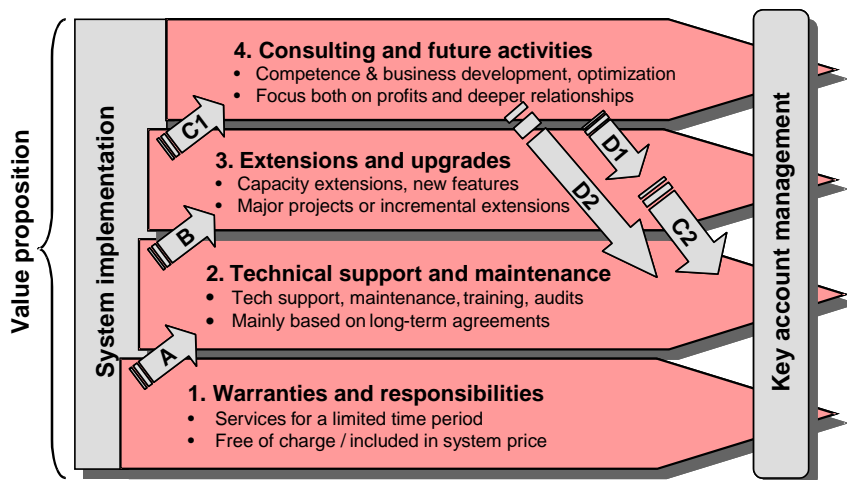 Value proposition
System implementation
4. Consulting and future activities
• Competence & business development, optimization
• Focus both on profits and deeper relationships
C1
D1
3. Extensions and upgrades
• Capacity extensions, new features
• Major projects or incremental extensions
D2
C2
B
2. Technical support and maintenance
• Tech support, maintenance, training, audits
• Mainly based on long-term agreements
A
1. Warranties and responsibilities
• Services for a limited time period
• Free of charge / included in system price
Key account management